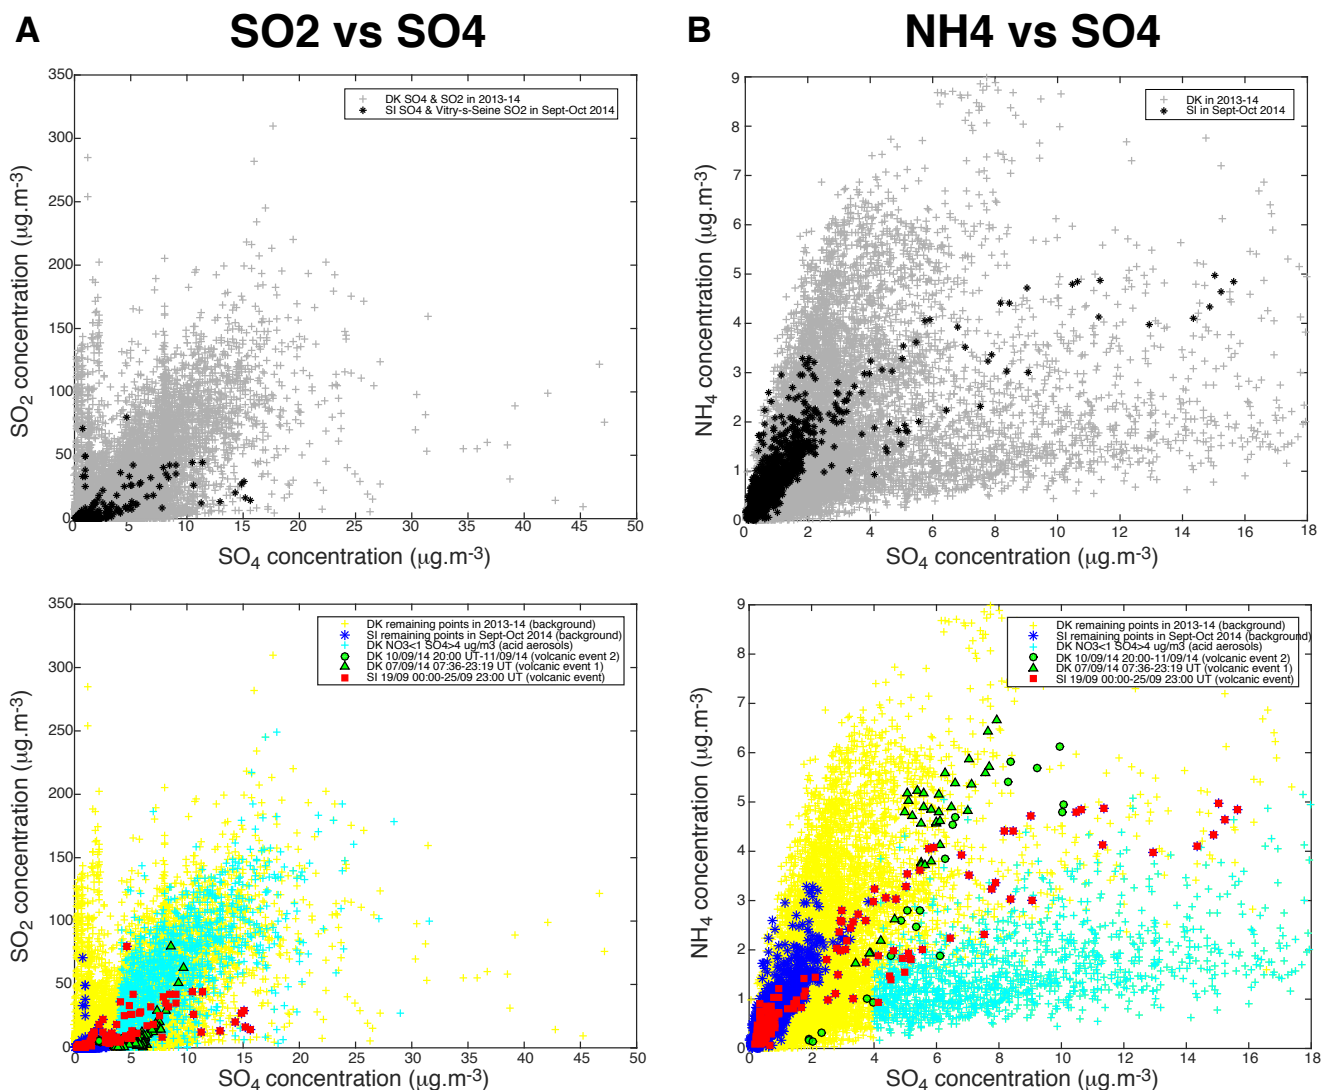 A
SO2 vs SO4
B
NH4 vs SO4
350
300
250
200
150
100
50
0
SO2 concentration (µg.m-3)
DK SO4 & SO2 in 2013-14
SI SO4 & Vitry-s-Seine SO2 in Sept-Oct 2014
0 5 10 15 20 25 30 35 40 45 50
SO4 concentration (µg.m-3)
9
8
7
6
5
4
3
2
1
0
NH4 concentration (µg.m-3)
DK in 2013-14
SI in Sept-Oct 2014
0 2 4 6 8 10 12 14 16 18
SO4 concentration (µg.m-3)
350
300
250
200
150
100
50
0
SO2 concentration (µg.m-3)
DK remaining points in 2013-14 (background)
SI remaining points in Sept-Oct 2014 (background)
DK NO3<1 SO4>4 ug/m3 (acid aerosols)
DK 10/09/14 20:00 UT-11/09/14 (volcanic event 2)
DK 07/09/14 07:36-23:19 UT (volcanic event 1)
SI 19/09 00:00-25/09 23:00 UT (volcanic event)
0 5 10 15 20 25 30 35 40 45 50
SO4 concentration (µg.m-3)
9
8
7
6
5
4
3
2
1
0
NH4 concentration (µg.m-3)
DK remaining points in 2013-14 (background)
SI remaining points in Sept-Oct 2014 (background)
DK NO3<1 SO4>4 ug/m3 (acid aerosols)
DK 10/09/14 20:00-11/09/14 (volcanic event 2)
DK 07/09/14 07:36-23:19 UT (volcanic event 1)
SI 19/09 00:00-25/09 23:00 UT (volcanic event)
0 2 4 6 8 10 12 14 16 18
SO4 concentration (µg.m-3)